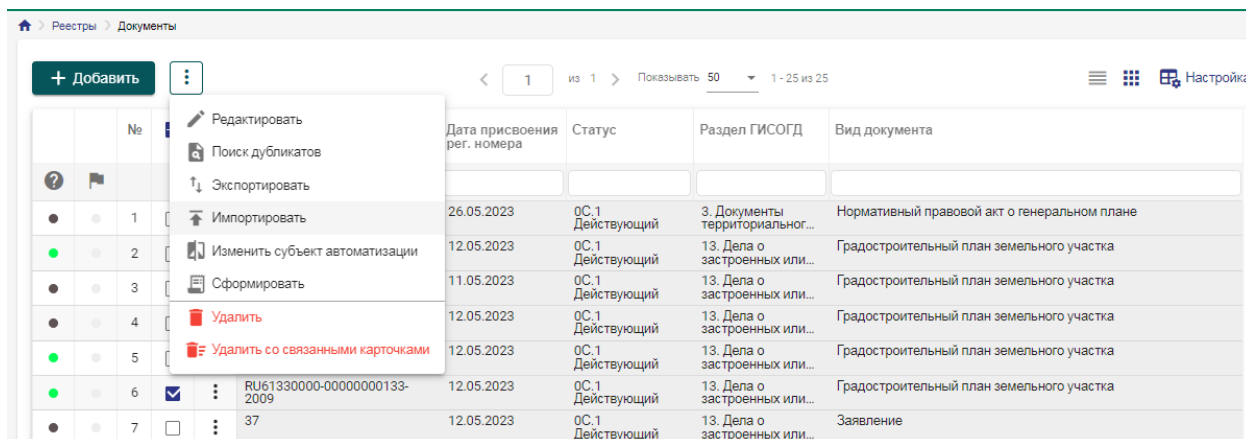 Реестры Документы
+ Добавить
1 из 1 Показывать 50 1 - 25 из 25 Настройка
Редактировать
Поиск дубликатов
Экспортировать
Импортировать
Изменить субъект автоматизации
Сформировать
Удалить
Удалить со связанными карточками
№ Дата присвоения Статус Раздел ГИСОГД Вид документа
рег. номера
1 26.05.2023 0С.1 3. Документы Нормативный правовой акт о генеральном плане
Действующий территориальног...
2 12.05.2023 0С.1 13. Дела о Градостроительный план земельного участка
Действующий застроенных или...
3 11.05.2023 0С.1 13. Дела о Градостроительный план земельного участка
Действующий застроенных или...
4 12.05.2023 0С.1 13. Дела о Градостроительный план земельного участка
Действующий застроенных или...
5 12.05.2023 0С.1 13. Дела о Градостроительный план земельного участка
Действующий застроенных или...
6 RU61330000-00000000133- 12.05.2023 0С.1 13. Дела о Градостроительный план земельного участка
2009 Действующий застроенных или...
7 37 12.05.2023 0С.1 13. Дела о Заявление
Действующий застроенных или...